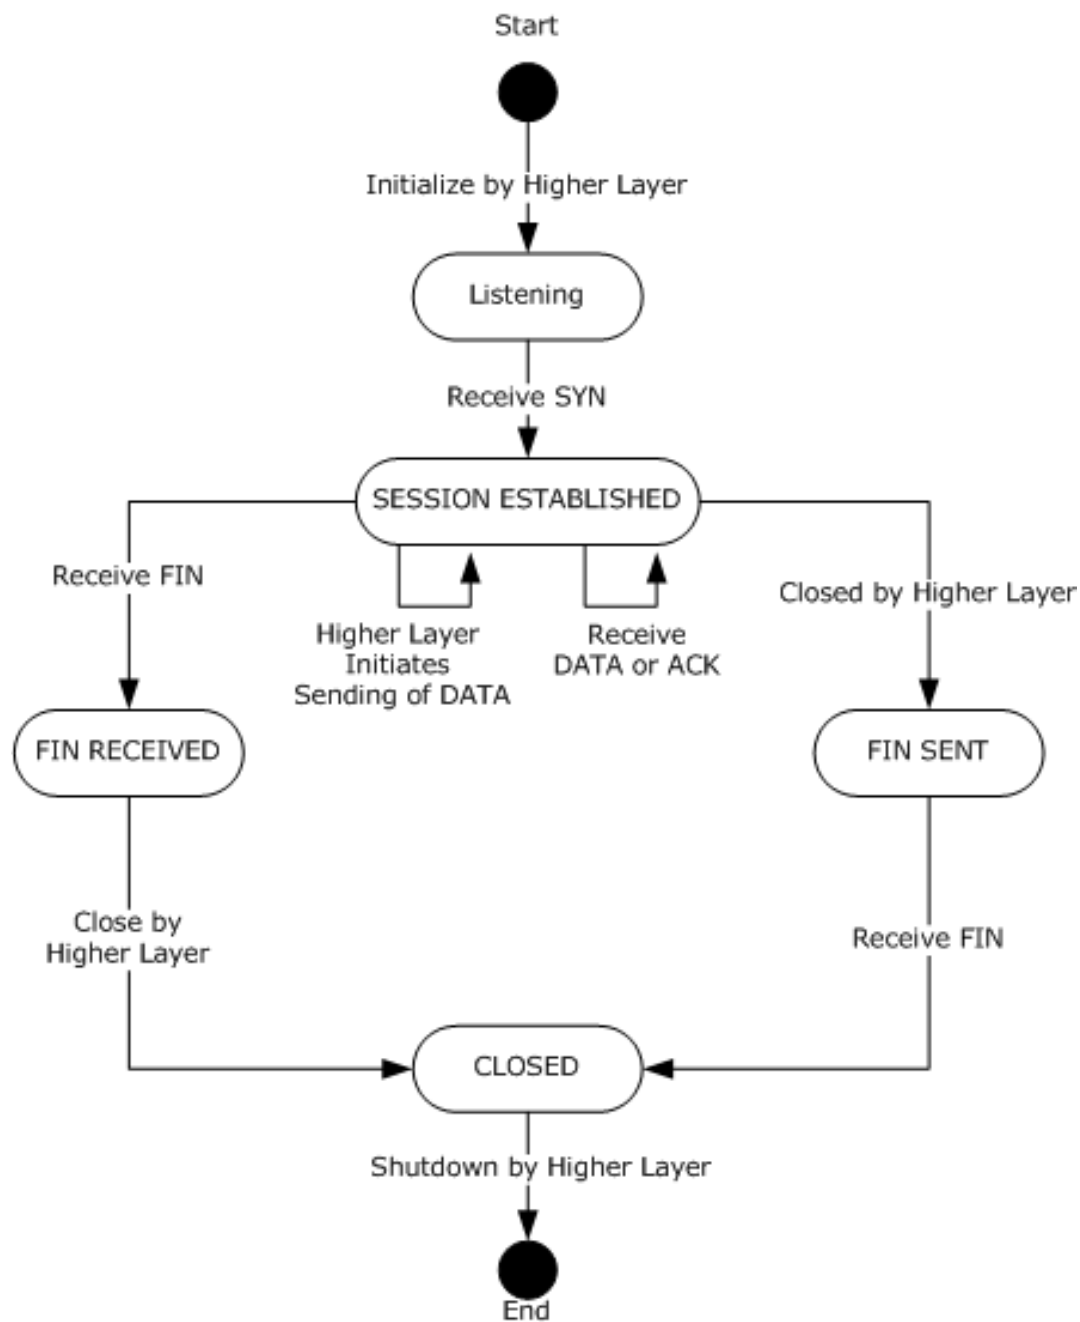 Start
Initialize by Higher Layer
Listening
Receive SYN
SESSION ESTABLISHED
Receive FIN
Closed by Higher Layer
Higher Layer
Initiates
Sending of DATA
Receive
DATA or ACK
FIN RECEIVED
FIN SENT
Close by
Higher Layer
Receive FIN
CLOSED
Shutdown by Higher Layer
End